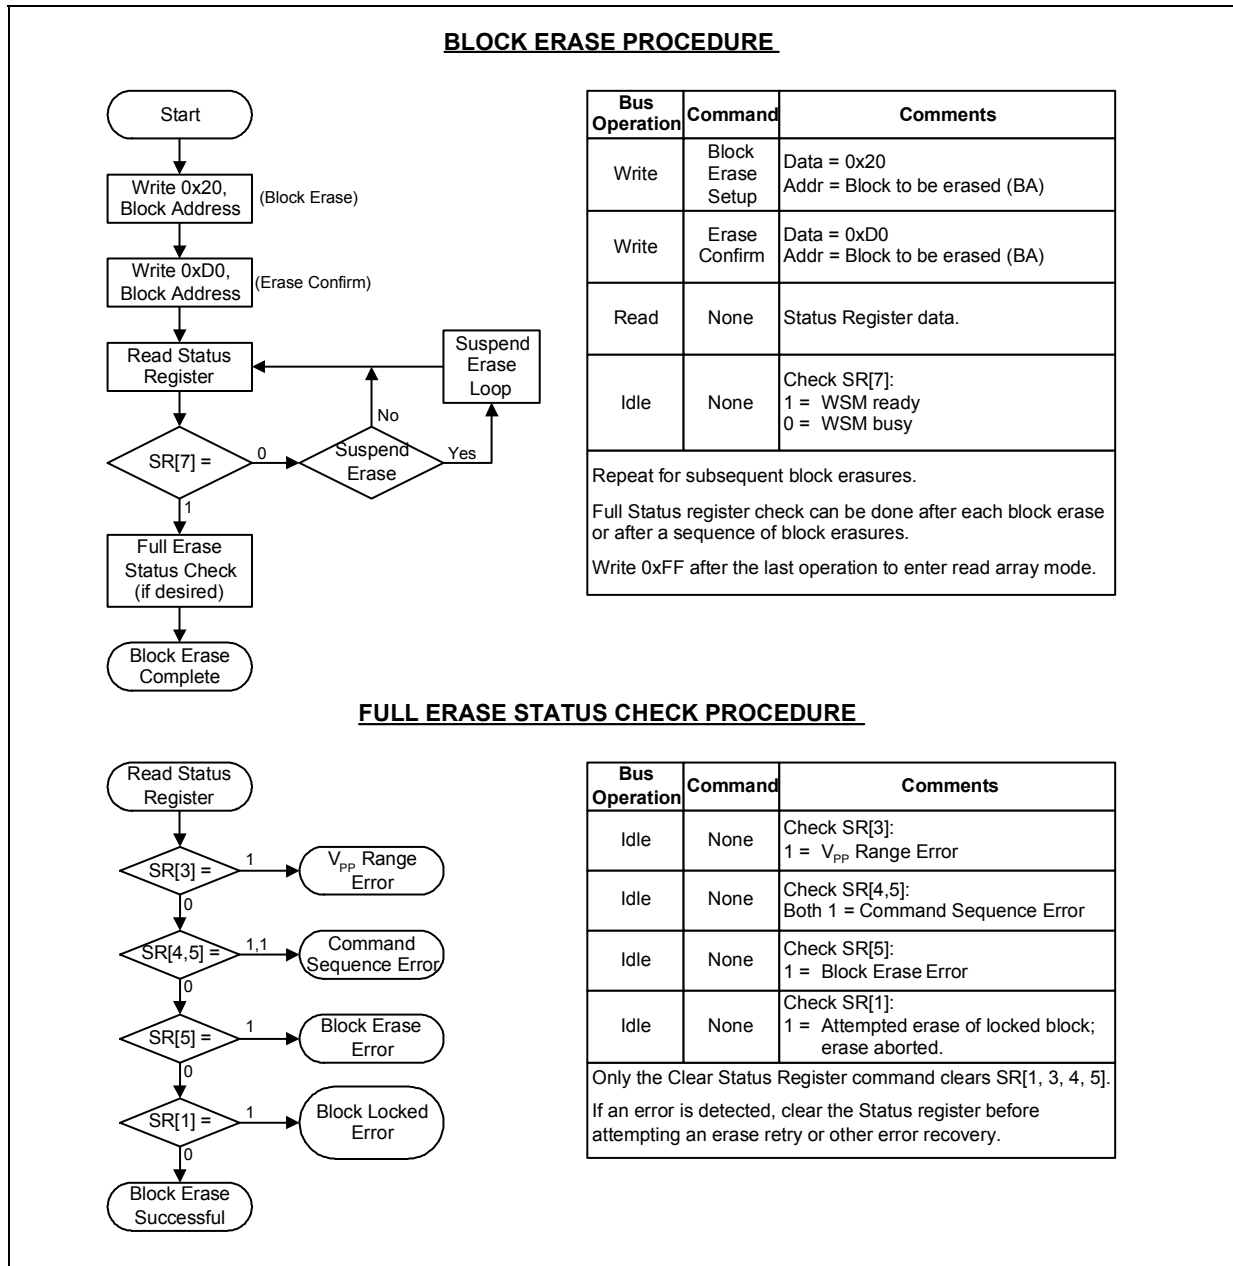 BLOCK ERASE PROCEDURE
Start
Write 0x20,
Block Address
(Block Erase)
Write 0xD0,
Block Address
(Erase Confirm)
Read Status
Register
Suspend
Erase
Loop
No
SR[7] =
0
Suspend
Erase
Yes
1
Full Erase
Status Check
(if desired)
Block Erase
Complete
Bus
Operation
Command
Comments
Write
Block
Erase
Setup
Data = 0x20
Addr = Block to be erased (BA)
Write
Erase
Confirm
Data = 0xD0
Addr = Block to be erased (BA)
Read
None
Status Register data.
Idle
None
Check SR[7]:
1 = WSM ready
0 = WSM busy
Repeat for subsequent block erasures.
Full Status register check can be done after each block erase
or after a sequence of block erasures.
Write 0xFF after the last operation to enter read array mode.
FULL ERASE STATUS CHECK PROCEDURE
Read Status
Register
SR[3] =
1
VPP Range
Error
0
SR[4,5] =
1,1
Command
Sequence Error
0
SR[5] =
1
Block Erase
Error
0
SR[1] =
1
Block Locked
Error
0
Block Erase
Successful
Bus
Operation
Command
Comments
Idle
None
Check SR[3]:
1 = VPP Range Error
Idle
None
Check SR[4,5]:
Both 1 = Command Sequence Error
Idle
None
Check SR[5]:
1 = Block Erase Error
Idle
None
Check SR[1]:
1 = Attempted erase of locked block;
erase aborted.
Only the Clear Status Register command clears SR[1, 3, 4, 5].
If an error is detected, clear the Status register before
attempting an erase retry or other error recovery.